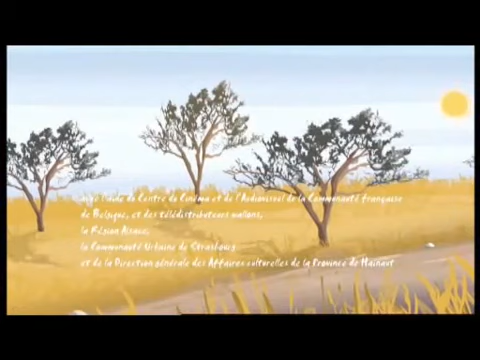 avec l'aide du Centre du Cinéma et de l'Audiovisuel de la Communauté française
de Belgique, et des télédistributeurs wallons,
la Région Alsace,
la Communauté Urbaine de Strasbourg
et de la Direction générale des Affaires culturelles de la Province de Hainaut